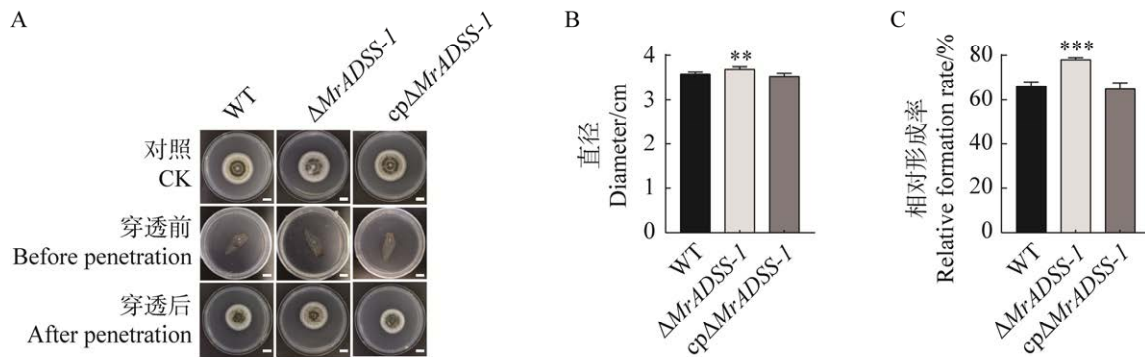 A
WT
ΔMrADSS-1
cpΔMrADSS-1
对照
CK
穿透前
Before penetration
穿透后
After penetration
B
直径
Diameter/cm
4
3
2
1
0
**
WT
ΔMrADSS-1
cpΔMrADSS-1
C
相对形成率
Relative formation rate/%
80
60
40
20
0
***
WT
ΔMrADSS-1
cpΔMrADSS-1